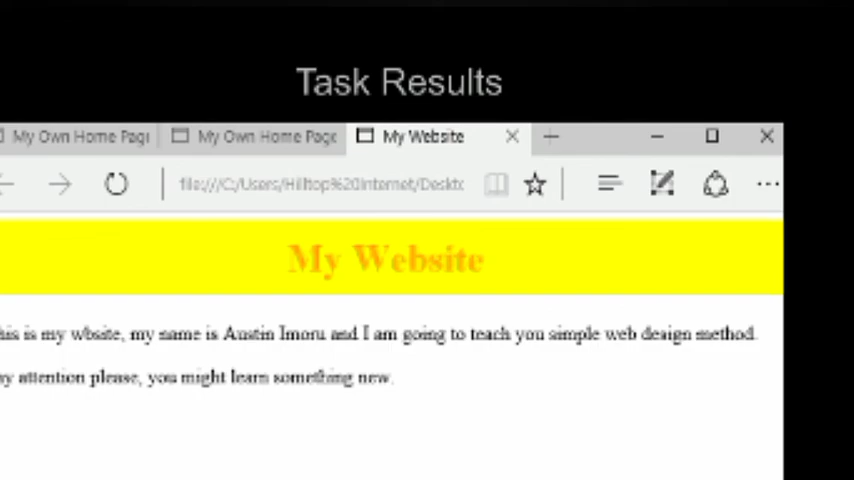 Task Results
My Own Home Page My Own Home Page My Website
file:///C:/Users/Hilltop%20Internet/Deskto
My Website
his is my wbsite, my name is Austin Imoru and I am going to teach you simple web design method.
ay attention please, you might learn something new.